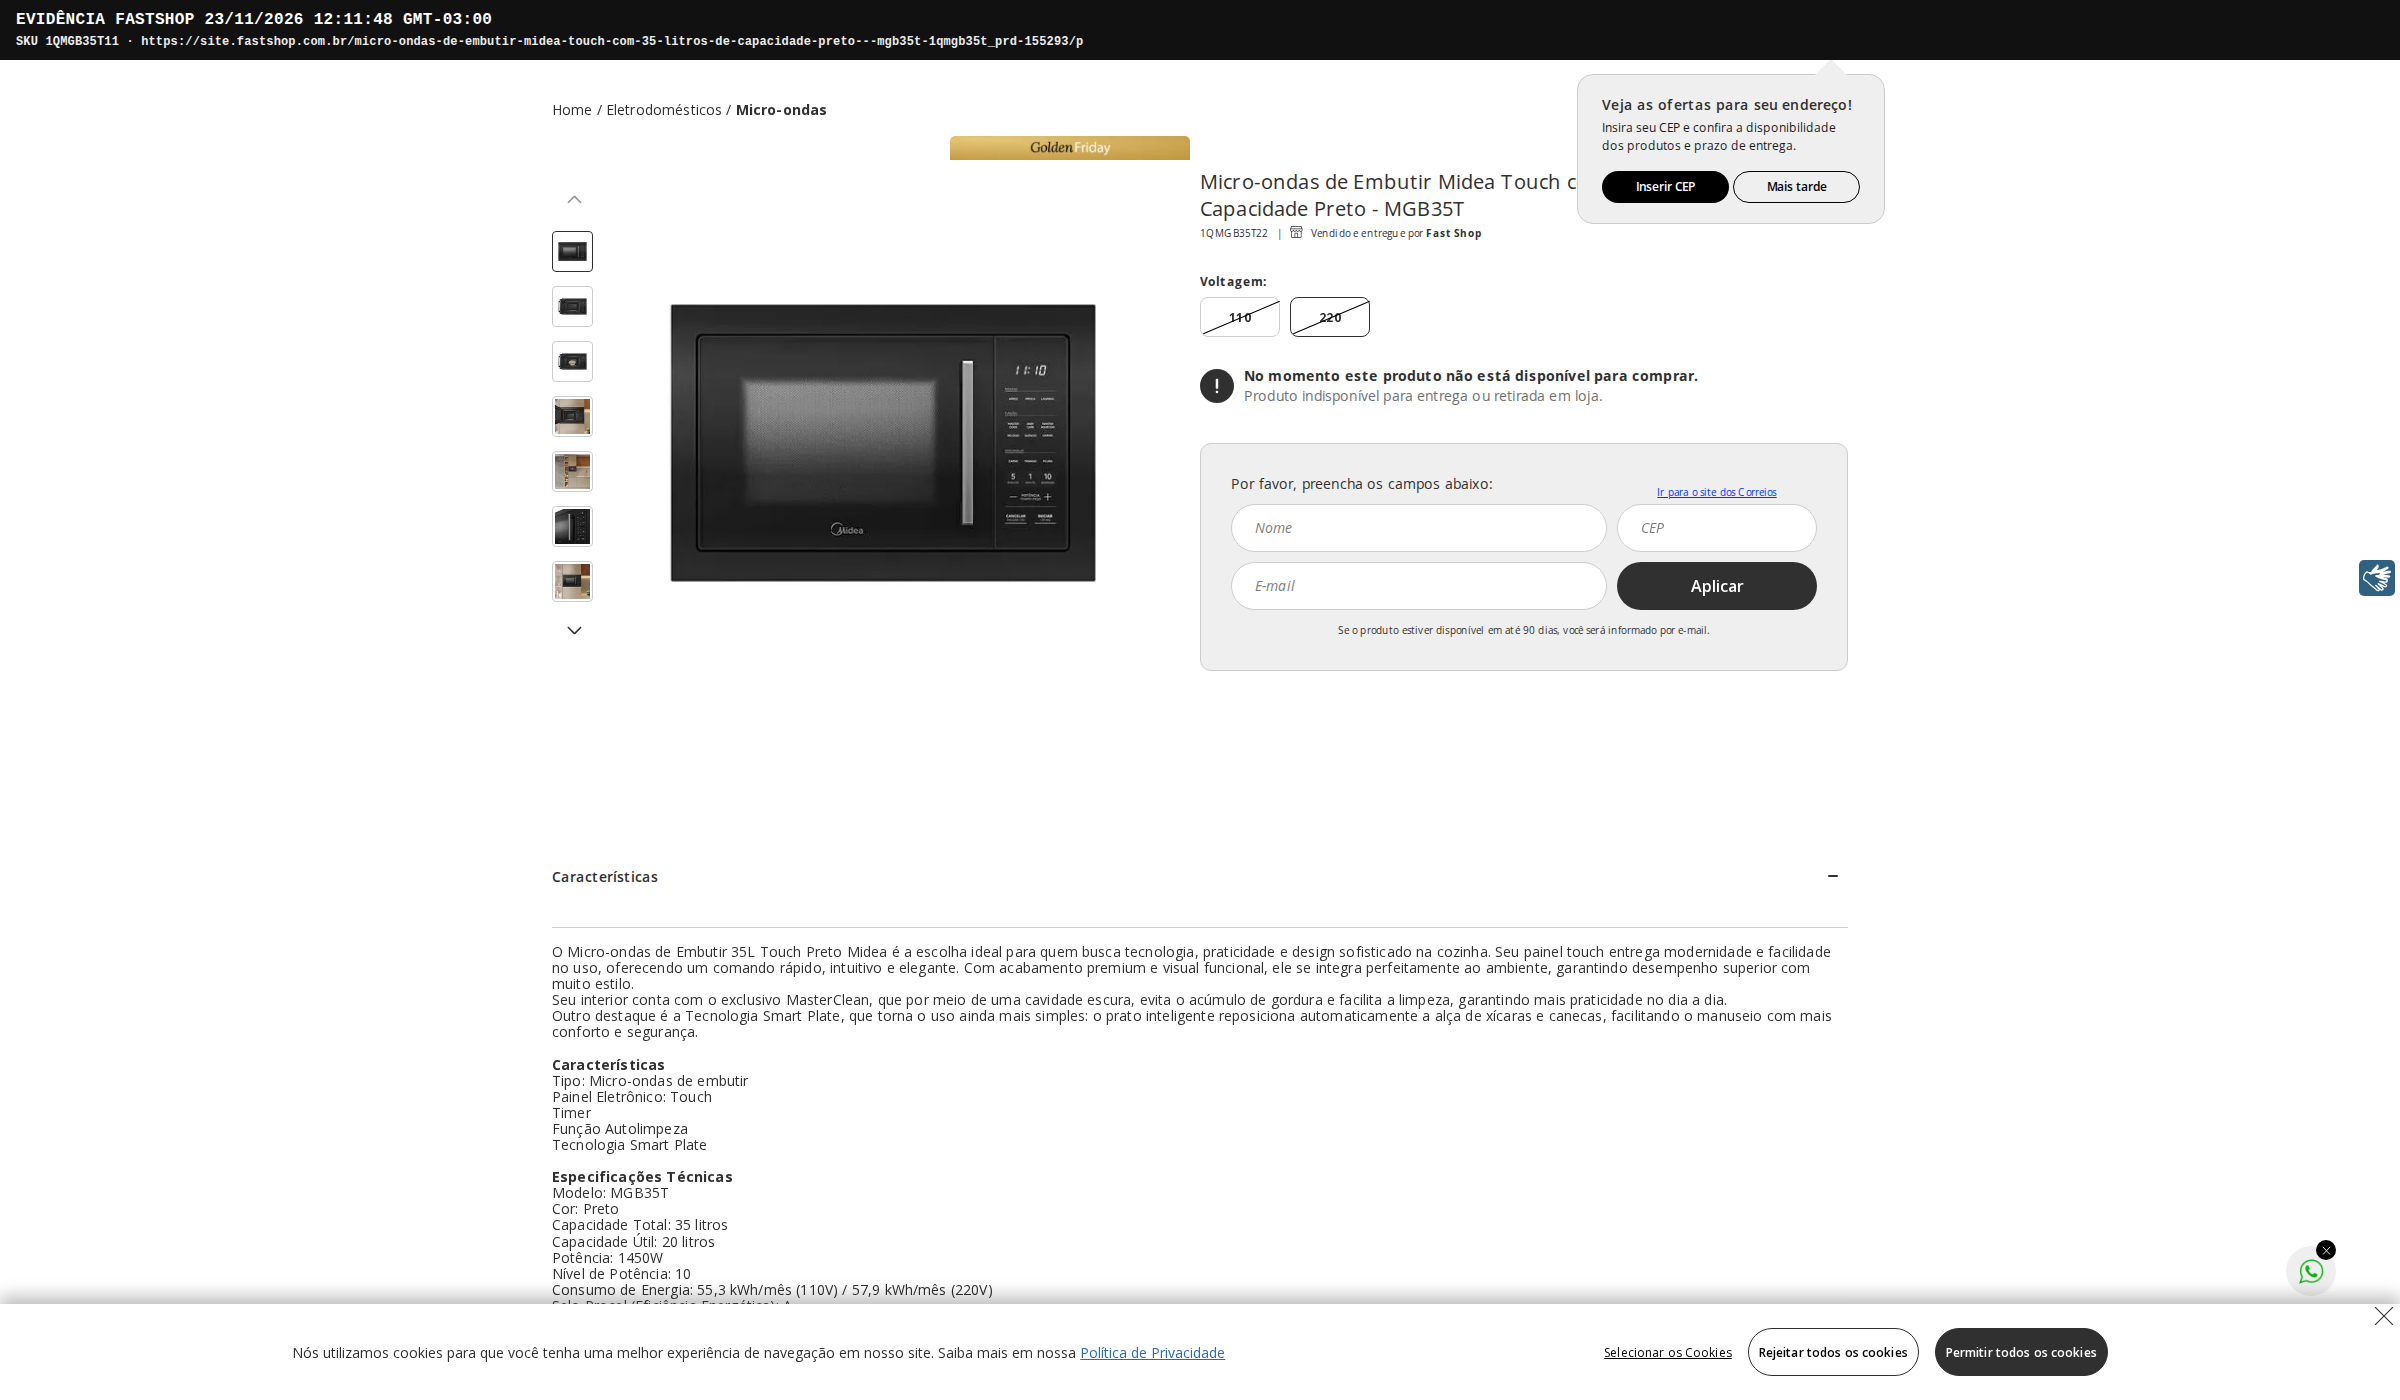 EVIDÊNCIA FASTSHOP 23/11/2026 12:11:48 GMT-03:00
SKU 1QMGB35T11 · https://site.fastshop.com.br/micro-ondas-de-embutir-midea-touch-com-35-litros-de-capacidade-preto---mgb35t-1qmgb35t_prd-155293/p
Veja as ofertas para seu endereço!
Insira seu CEP e confira a disponibilidade
dos produtos e prazo de entrega.
Inserir CEP
Mais tarde
Home / Eletrodomésticos / Micro-ondas
Golden Friday
Micro-ondas de Embutir Midea Touch c
Capacidade Preto - MGB35T
1QMGB35T22 | Vendido e entregue por Fast Shop
Voltagem:
110
220
11:10
Midea
No momento este produto não está disponível para comprar.
Produto indisponível para entrega ou retirada em loja.
Por favor, preencha os campos abaixo:
Ir para o site dos Correios
Nome
CEP
E-mail
Aplicar
Se o produto estiver disponível em até 90 dias, você será informado por e-mail.
Características
O Micro-ondas de Embutir 35L Touch Preto Midea é a escolha ideal para quem busca tecnologia, praticidade e design sofisticado na cozinha. Seu painel touch entrega modernidade e facilidade
no uso, oferecendo um comando rápido, intuitivo e elegante. Com acabamento premium e visual funcional, ele se integra perfeitamente ao ambiente, garantindo desempenho superior com
muito estilo.
Seu interior conta com o exclusivo MasterClean, que por meio de uma cavidade escura, evita o acúmulo de gordura e facilita a limpeza, garantindo mais praticidade no dia a dia.
Outro destaque é a Tecnologia Smart Plate, que torna o uso ainda mais simples: o prato inteligente reposiciona automaticamente a alça de xícaras e canecas, facilitando o manuseio com mais
conforto e segurança.
Características
Tipo: Micro-ondas de embutir
Painel Eletrônico: Touch
Timer
Função Autolimpeza
Tecnologia Smart Plate
Especificações Técnicas
Modelo: MGB35T
Cor: Preto
Capacidade Total: 35 litros
Capacidade Útil: 20 litros
Potência: 1450W
Nível de Potência: 10
Consumo de Energia: 55,3 kWh/mês (110V) / 57,9 kWh/mês (220V)
Nós utilizamos cookies para que você tenha uma melhor experiência de navegação em nosso site. Saiba mais em nossa Política de Privacidade
Selecionar os Cookies
Rejeitar todos os cookies
Permitir todos os cookies